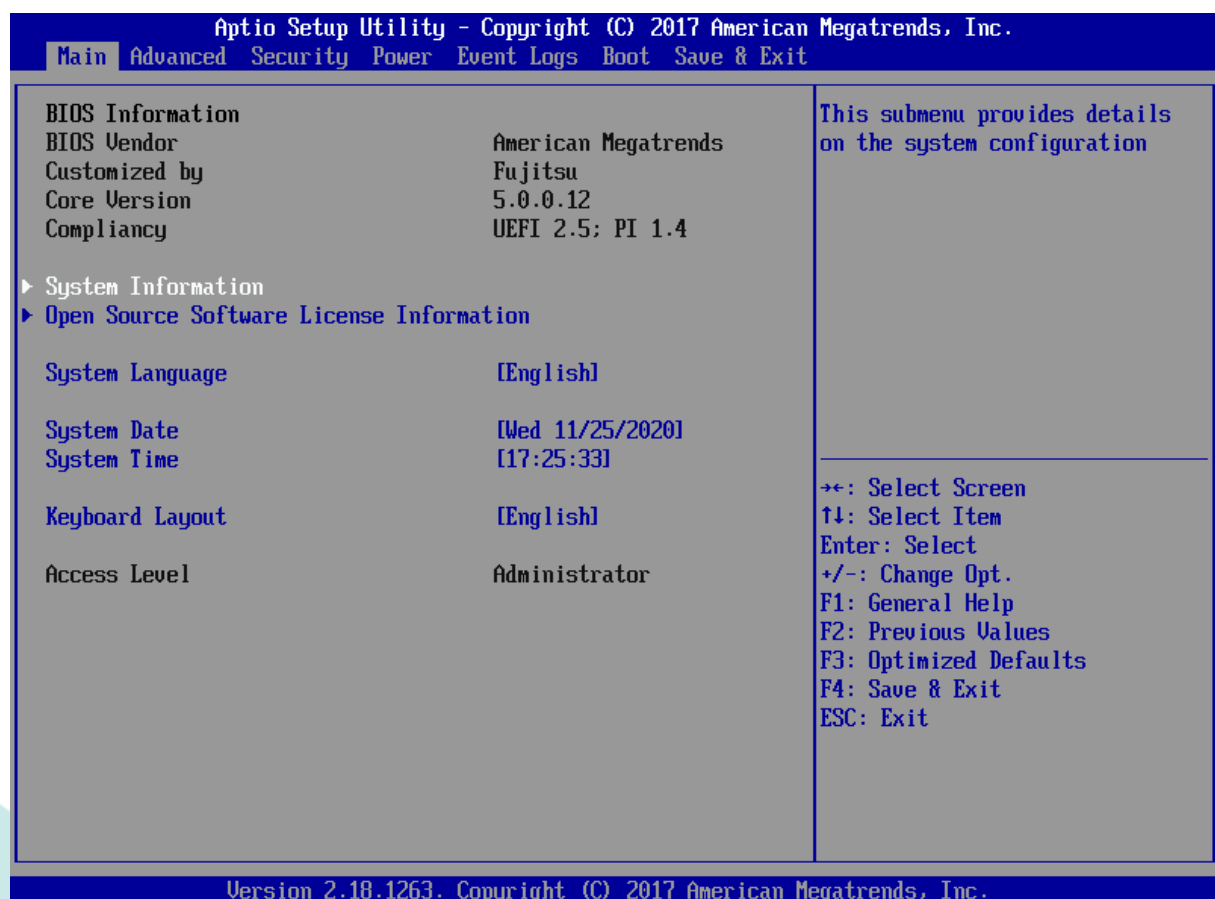 Aptio Setup Utility - Copyright (C) 2017 American Megatrends, Inc.
Main Advanced Security Power Event Logs Boot Save & Exit
BIOS Information
BIOS Vendor American Megatrends
Customized by Fujitsu
Core Version 5.0.0.12
Compliancy UEFI 2.5; PI 1.4
System Information
Open Source Software License Information
System Language [English]
System Date [Wed 11/25/2020]
System Time [17:25:33]
Keyboard Layout [English]
Access Level Administrator
This submenu provides details
on the system configuration
→←: Select Screen
↑↓: Select Item
Enter: Select
+/-: Change Opt.
F1: General Help
F2: Previous Values
F3: Optimized Defaults
F4: Save & Exit
ESC: Exit
Version 2.18.1263. Copyright (C) 2017 American Megatrends, Inc.